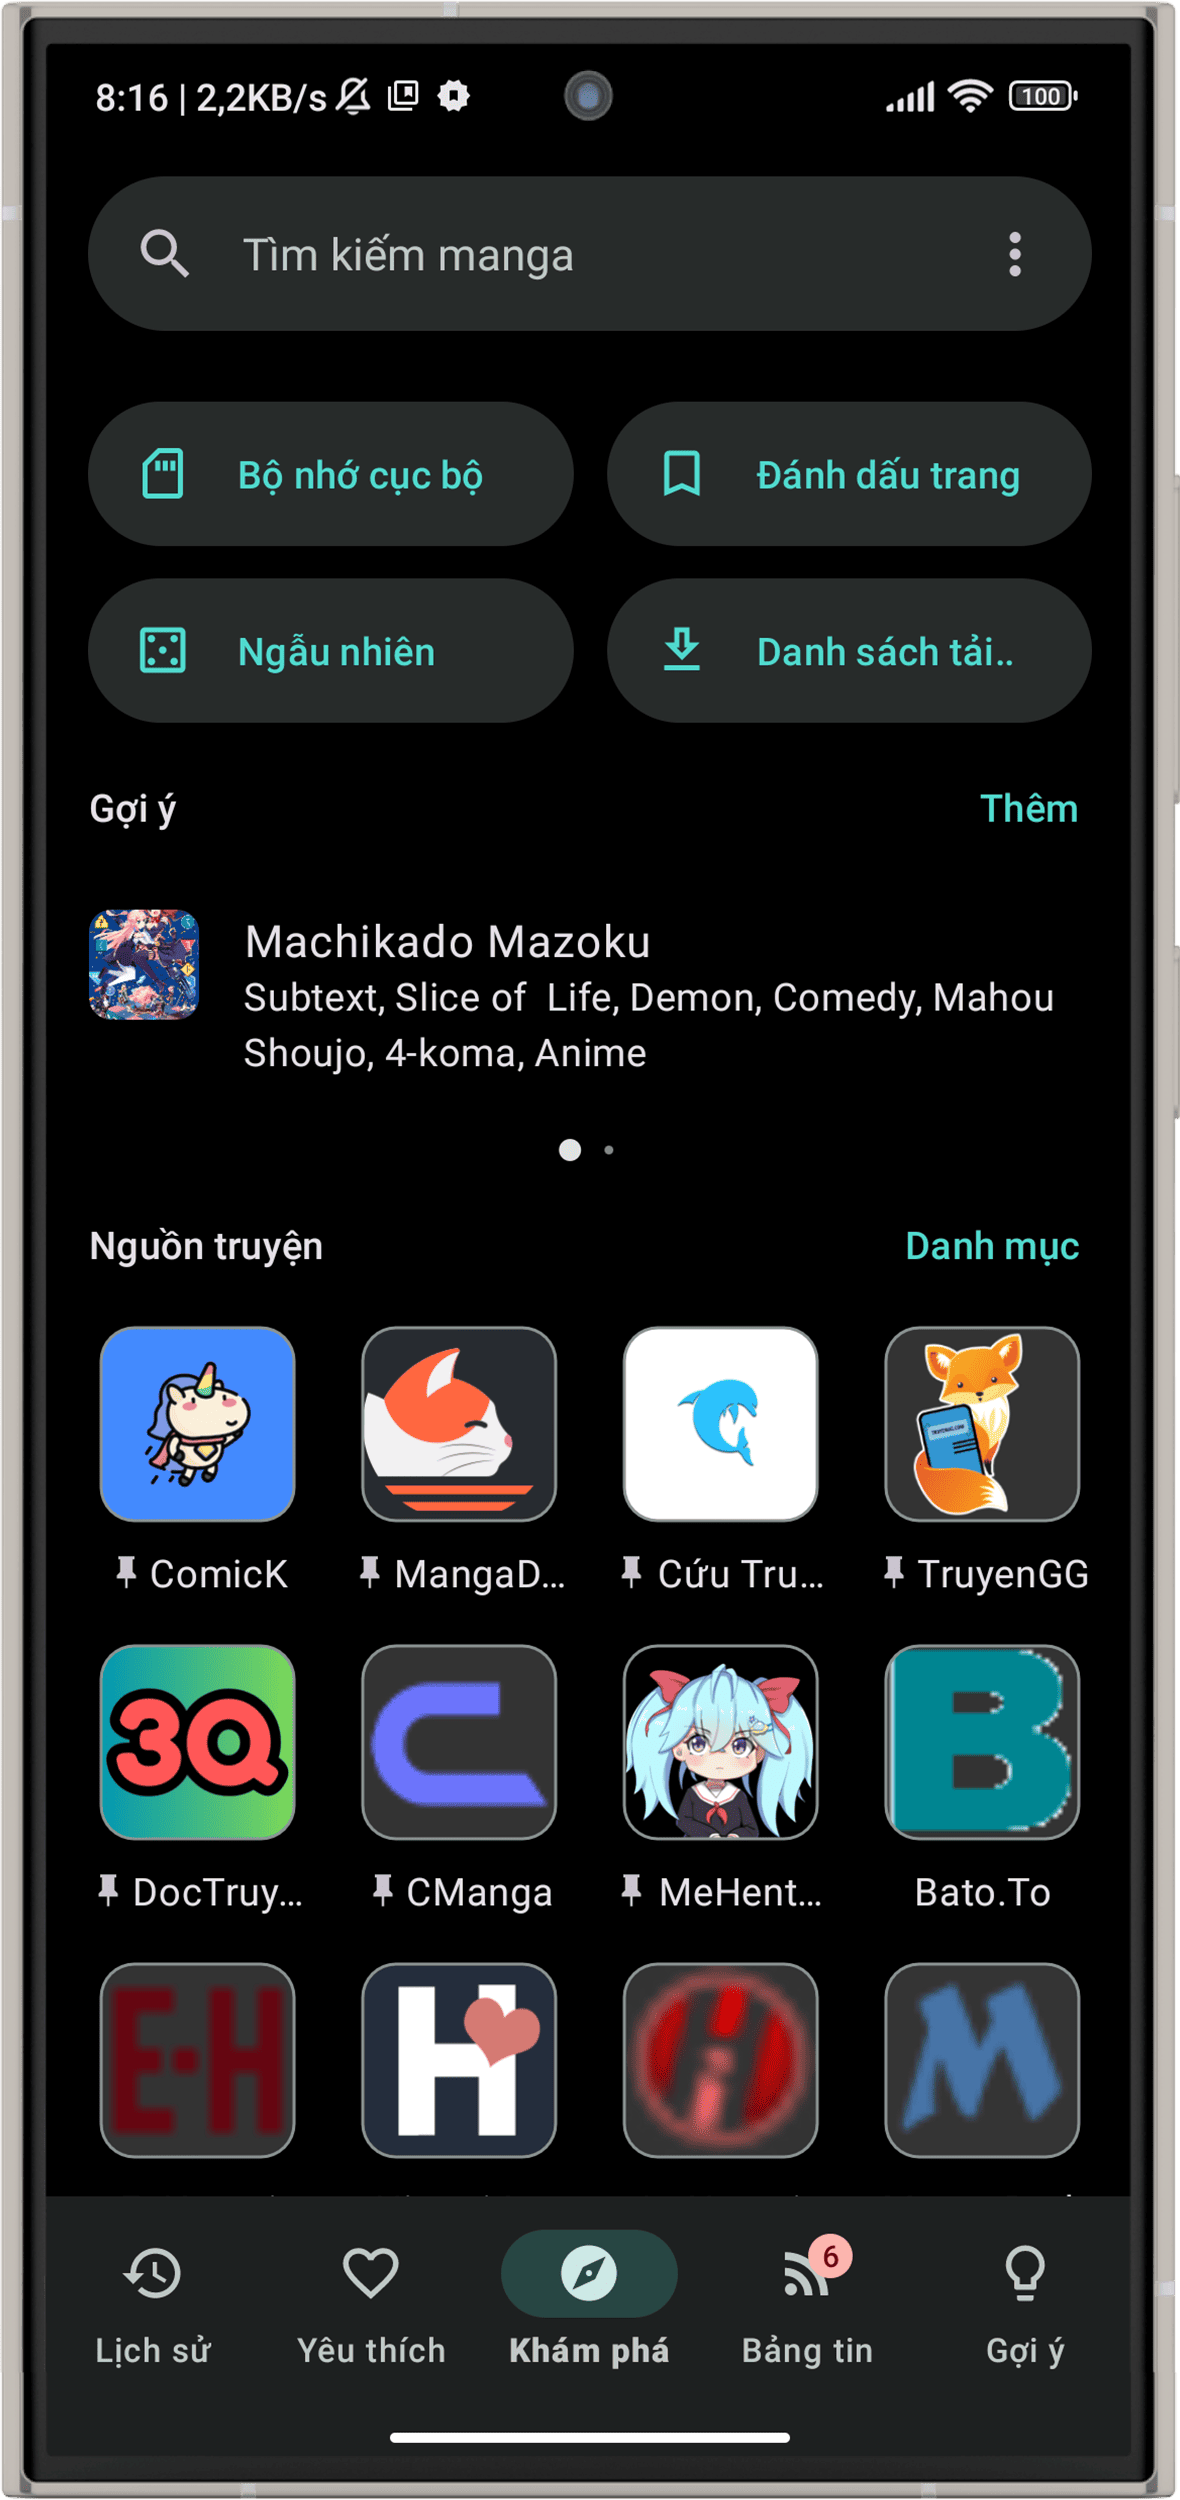 8:16 | 2,2KB/s
100
Tìm kiếm manga
Bộ nhớ cục bộ
Đánh dấu trang
Ngẫu nhiên
Danh sách tải..
Gợi ý
Thêm
Machikado Mazoku
Subtext, Slice of Life, Demon, Comedy, Mahou
Shoujo, 4-koma, Anime
Nguồn truyện
Danh mục
ComicK
MangaD...
Cứu Tru...
TruyenGG
3Q
C
B
DocTruy...
CManga
MeHent...
Bato.To
E-H
H
H
M
6
Lịch sử
Yêu thích
Khám phá
Bảng tin
Gợi ý